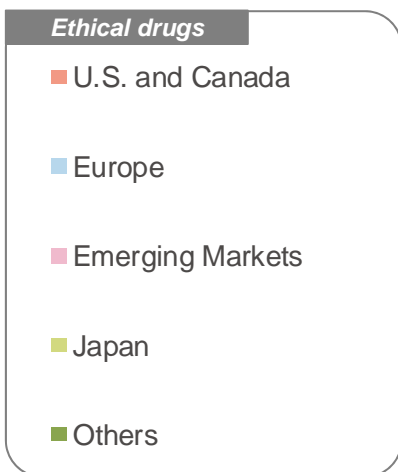 Ethical drugs
U.S. and Canada
Europe
Emerging Markets
Japan
Others